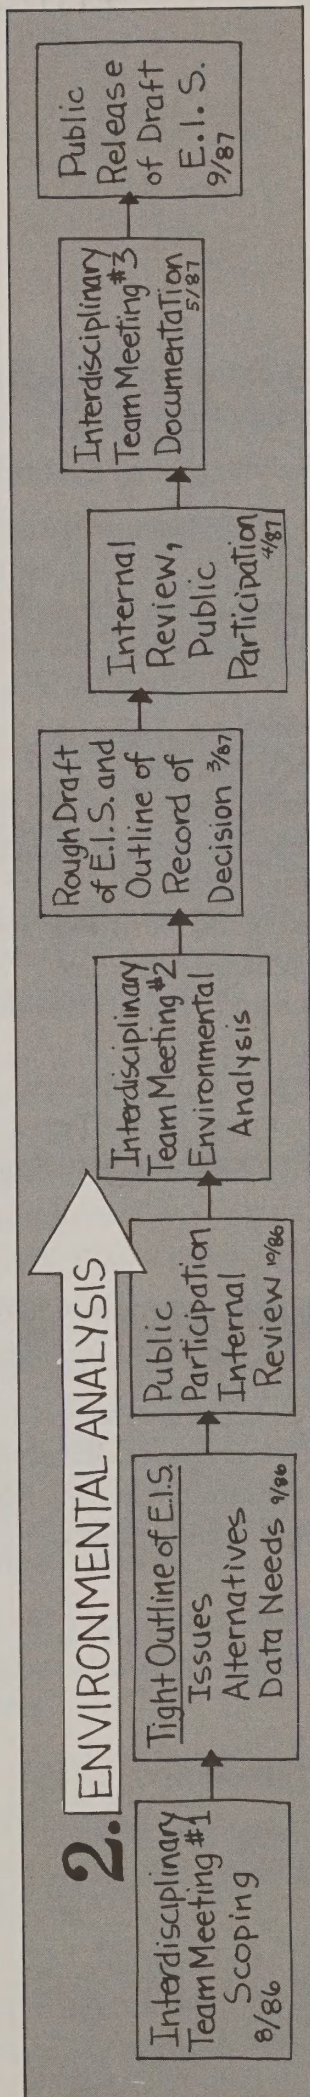 2. ENVIRONMENTAL ANALYSIS
Interdisciplinary
Team Meeting #1
Scoping
8/86
Tight Outline of E.I.S.
Issues
Alternatives
Data Needs 9/86
Public
Participation
Internal
Review 10/86
Interdisciplinary
Team Meeting #2
Environmental
Analysis
Rough Draft
of E.I.S. and
Outline of
Record of
Decision 3/87
Internal
Review,
Public
Participation
4/87
Interdisciplinary
Team Meeting #3
Documentation
5/87
Public
Release
of Draft
E.I.S.
9/87